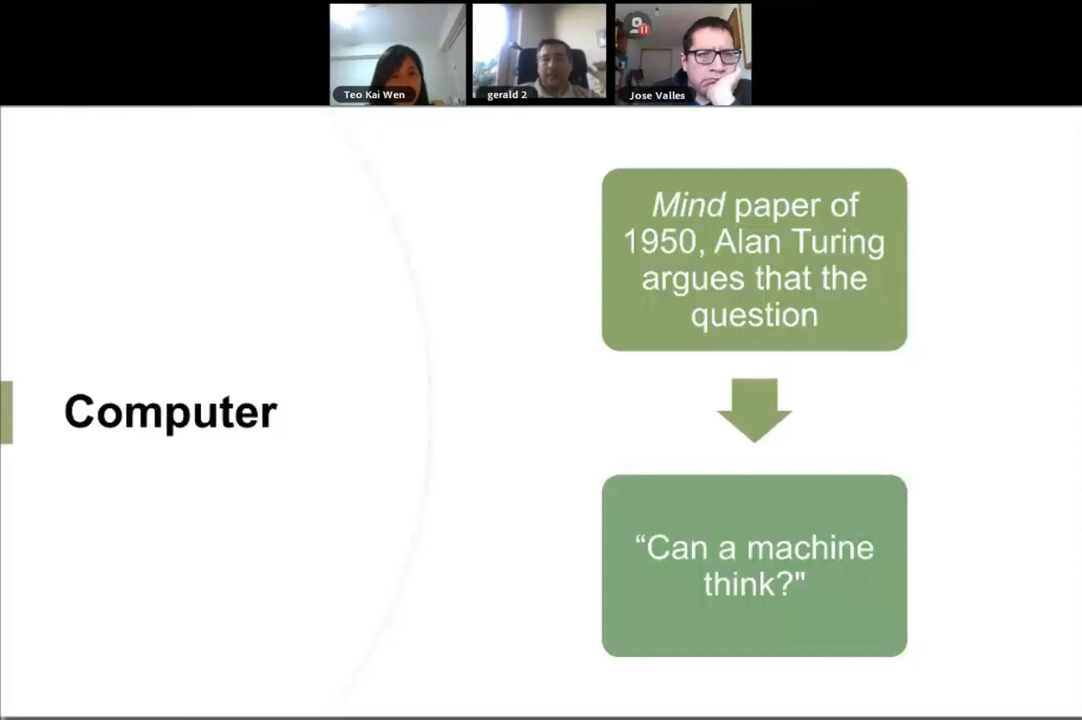 Teo Kai Wen
gerald 2
Jose Valles
Mind paper of
1950, Alan Turing
argues that the
question
Computer
“Can a machine
think?"